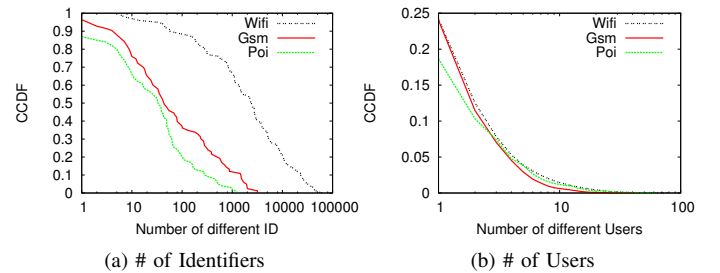 CCDF
1
0.9
0.8
0.7
0.6
0.5
0.4
0.3
0.2
0.1
0
1 10 100 1000 10000 100000
Number of different ID
Wifi
Gsm
Poi
(a) # of Identifiers
CCDF
0.25
0.2
0.15
0.1
0.05
0
1 10 100
Number of different Users
Wifi
Gsm
Poi
(b) # of Users